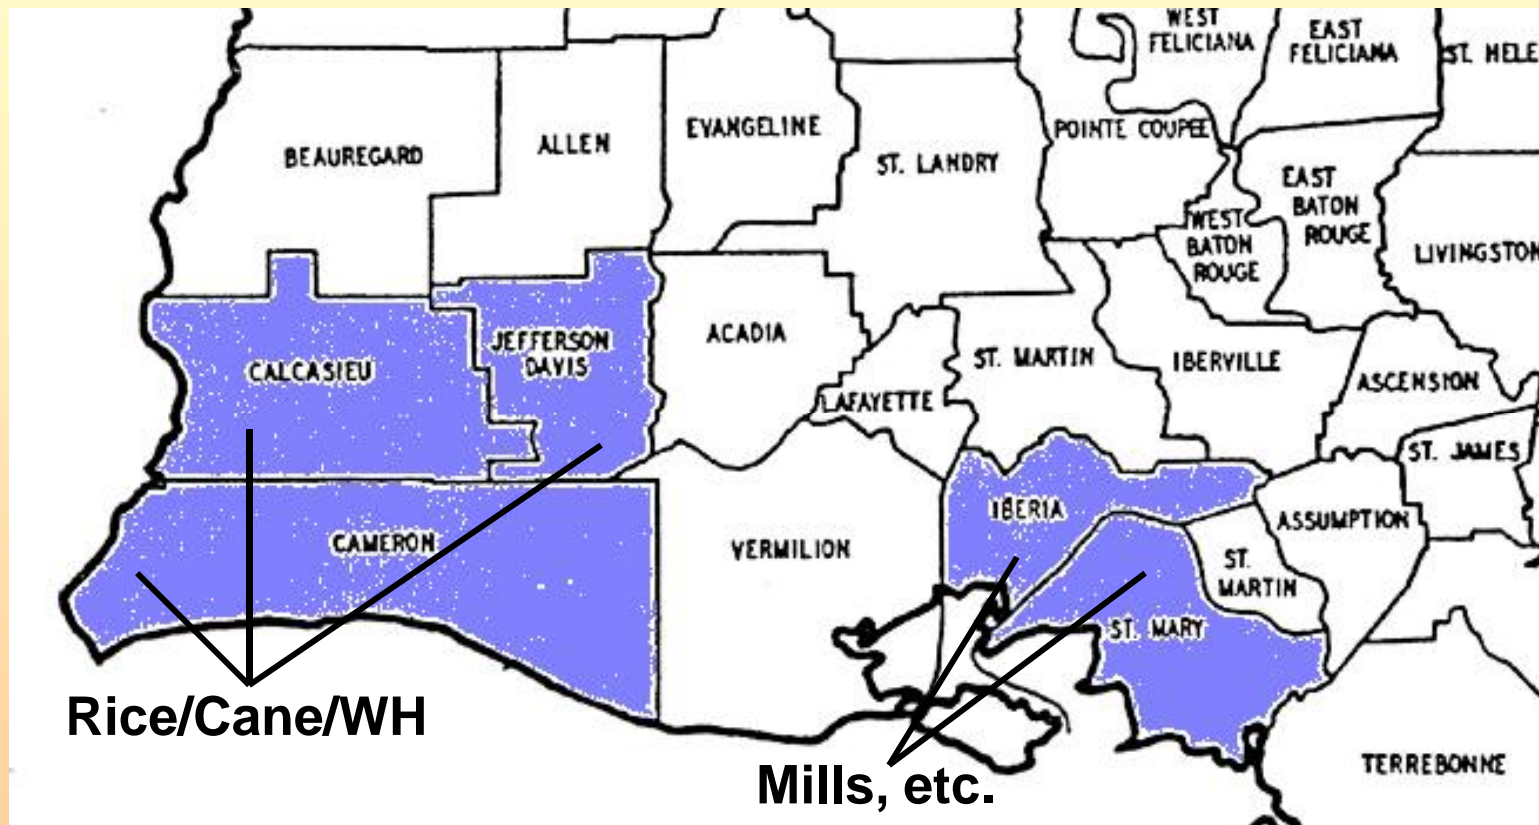 WEST
FELICIANA
EAST
FELICIANA
ST. HELE
BEAUREGARD
ALLEN
EVANGELINE
ST. LANDRY
POINTE COUPEE
WEST
BATON
ROUGE
EAST
BATON
ROUGE
LIVINGSTON
CALCASIEU
JEFFERSON
DAVIS
ACADIA
LAFAYETTE
ST. MARTIN
IBERVILLE
ASCENSION
ST. JAMES
CAMERON
VERMILION
IBERIA
ASSUMPTION
ST.
MARTIN
ST. MARY
TERREBONNE
Rice/Cane/WH
Mills, etc.